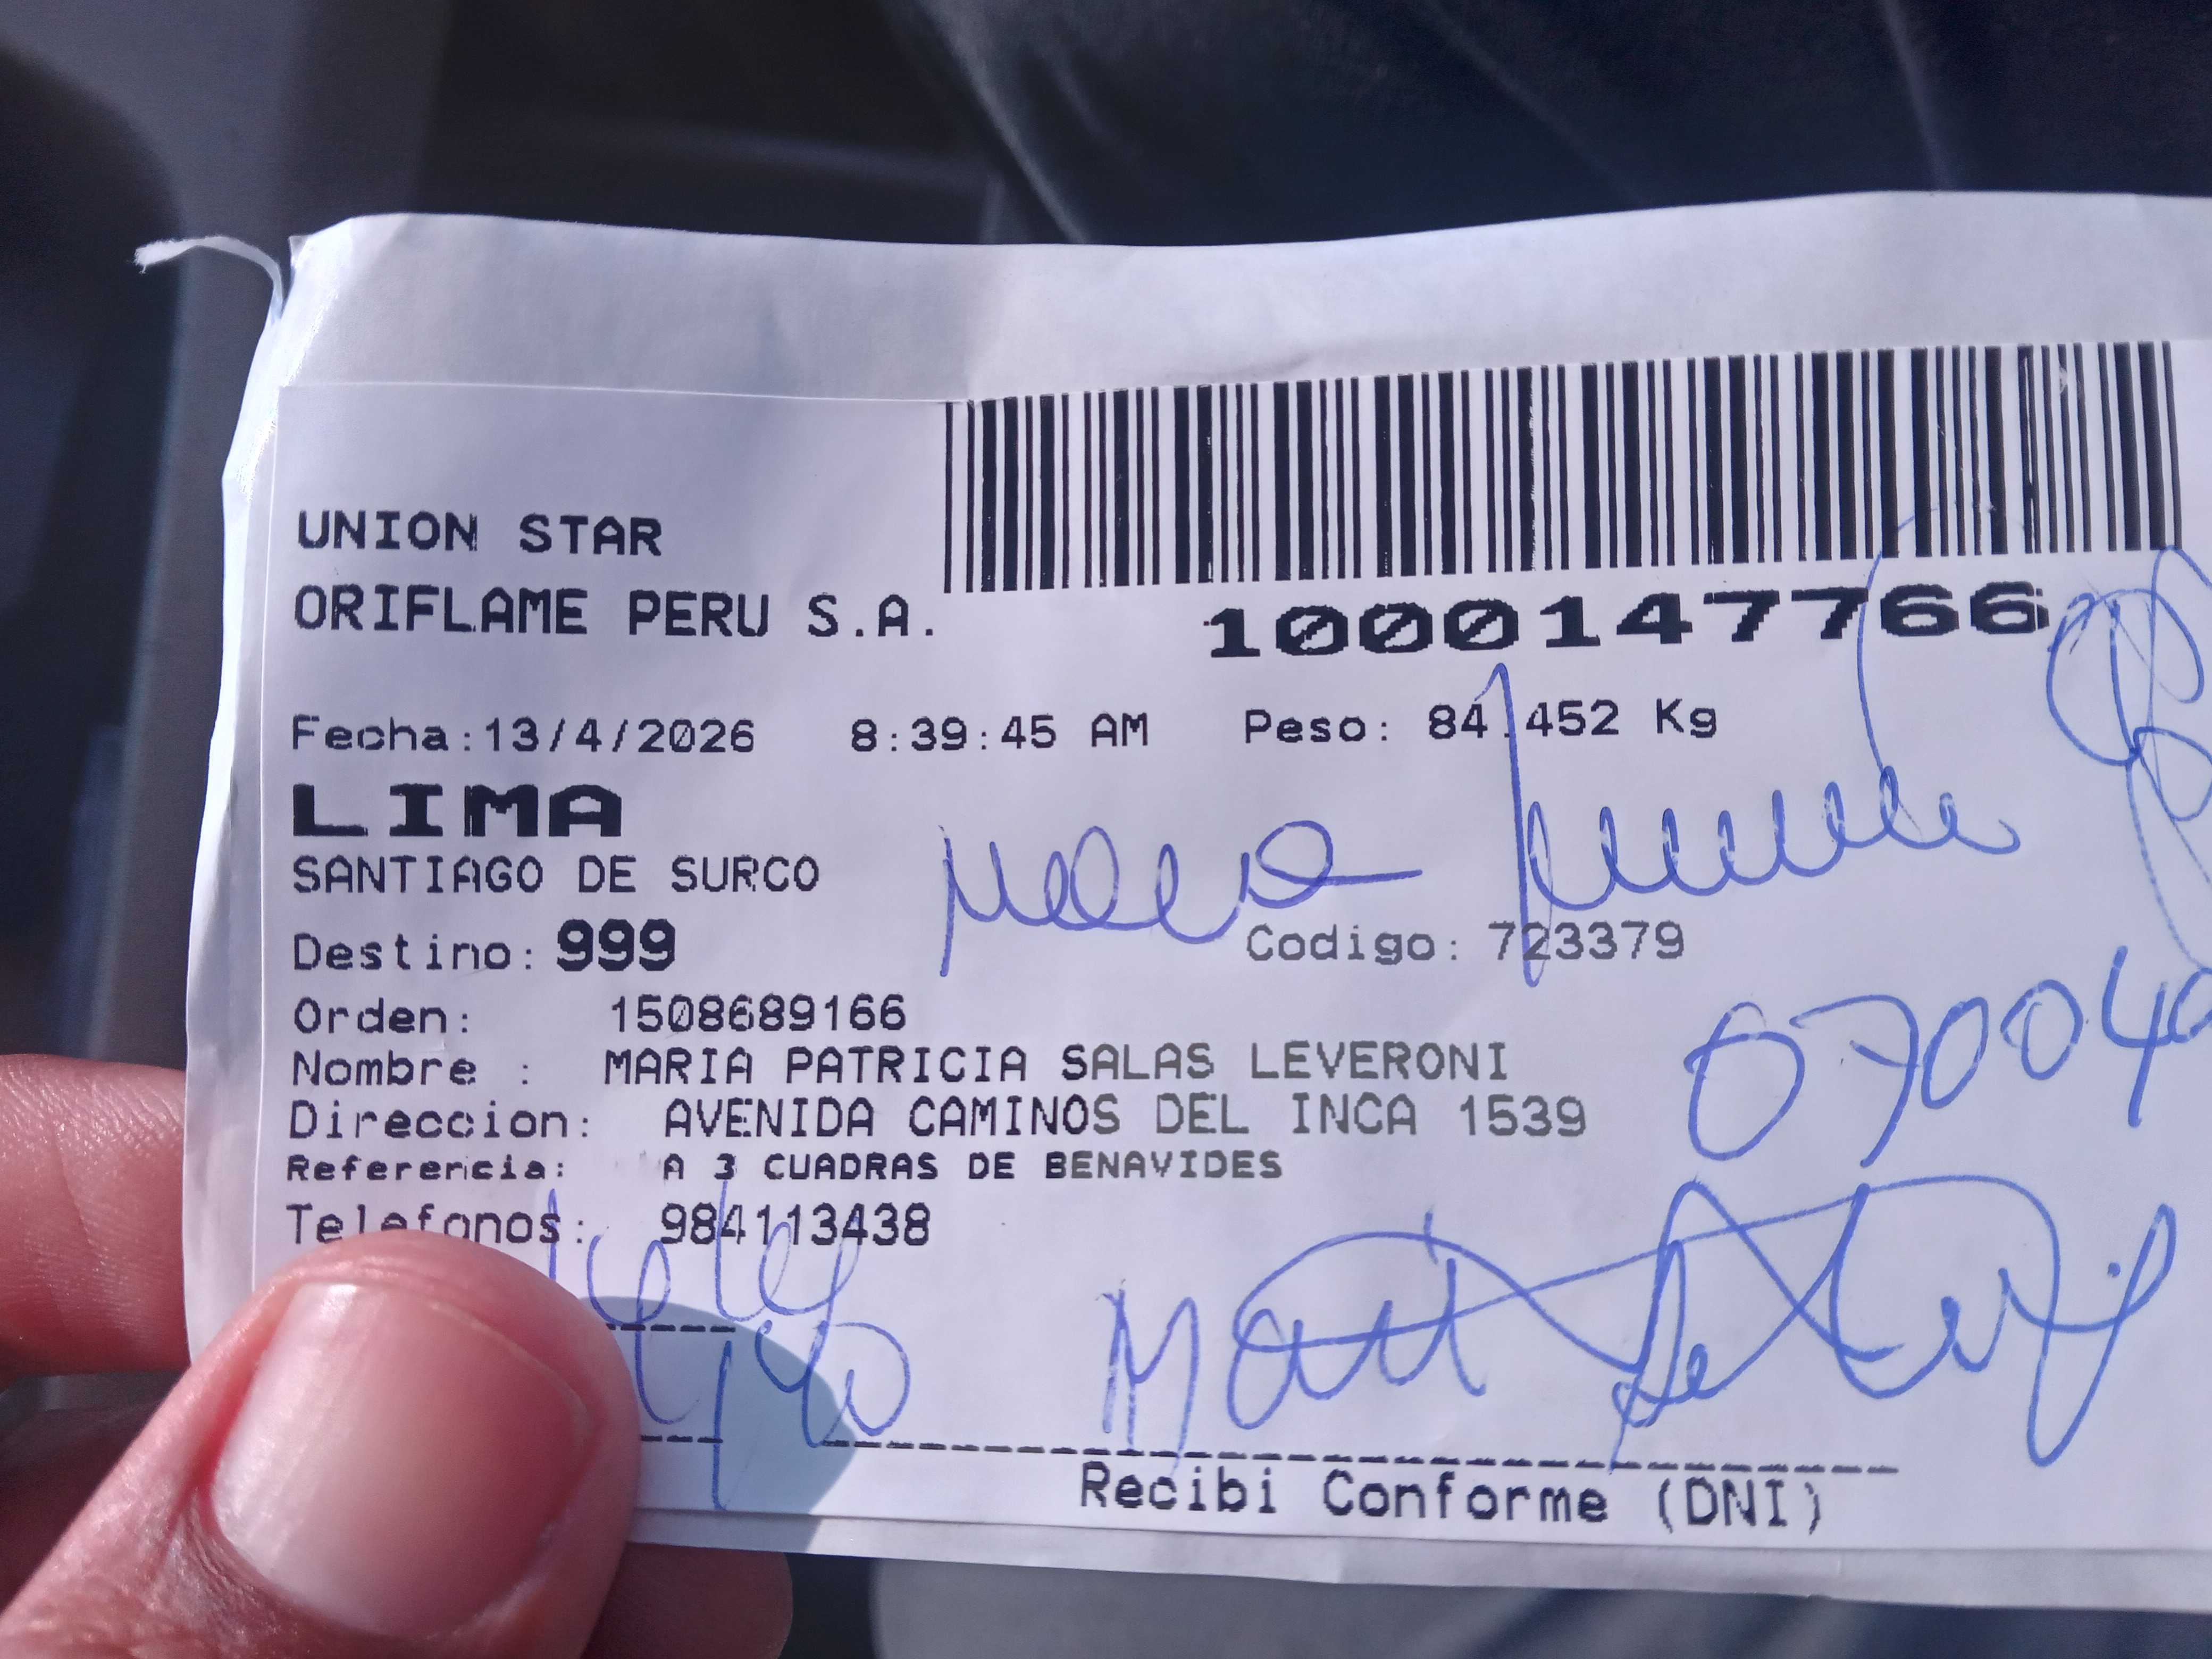 UNION STAR
ORIFLAME PERU S.A.
1000147766
Fecha:13/4/2026 8:39:45 AM Peso: 84.452 Kg
LIMA
SANTIAGO DE SURCO
Destino: 999 Codigo: 723379
Orden: 1508689166
Nombre : MARIA PATRICIA SALAS LEVERONI
07004
Direccion: AVENIDA CAMINOS DEL INCA 1539
Referencia: A 3 CUADRAS DE BENAVIDES
Telefonos: 984113438
Recibi Conforme (DNI)